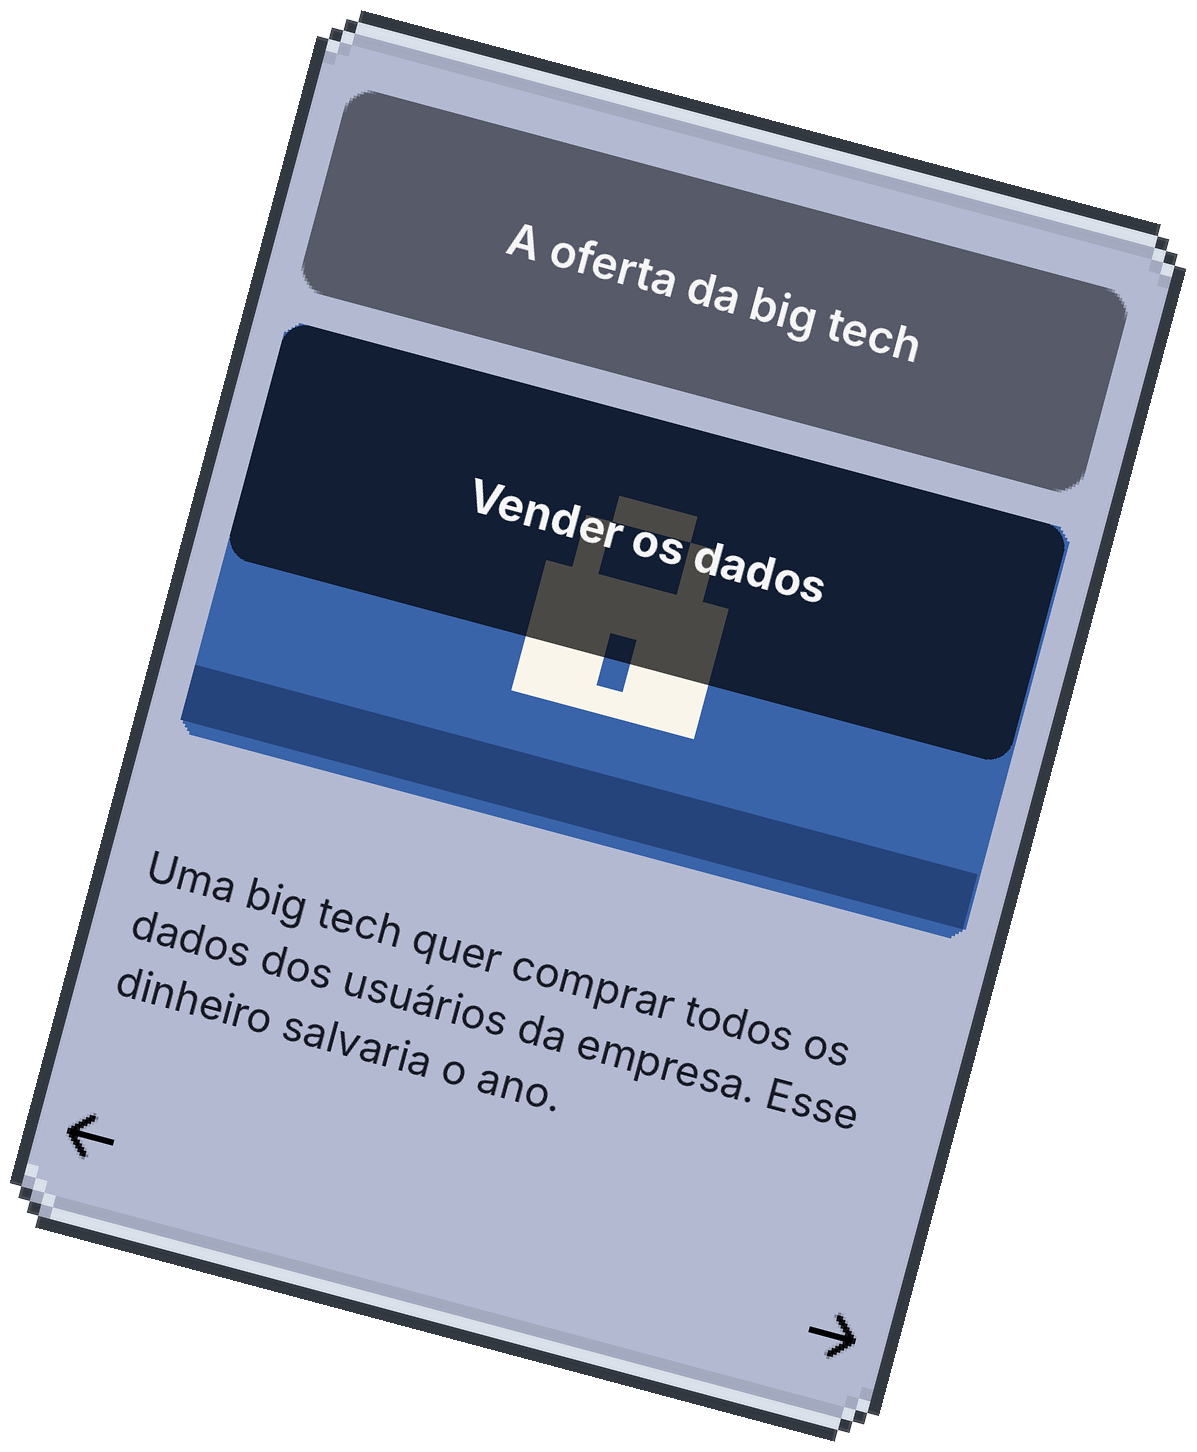 A oferta da big tech
Vender os dados
Uma big tech quer comprar todos os
dados dos usuários da empresa. Esse
dinheiro salvaria o ano.